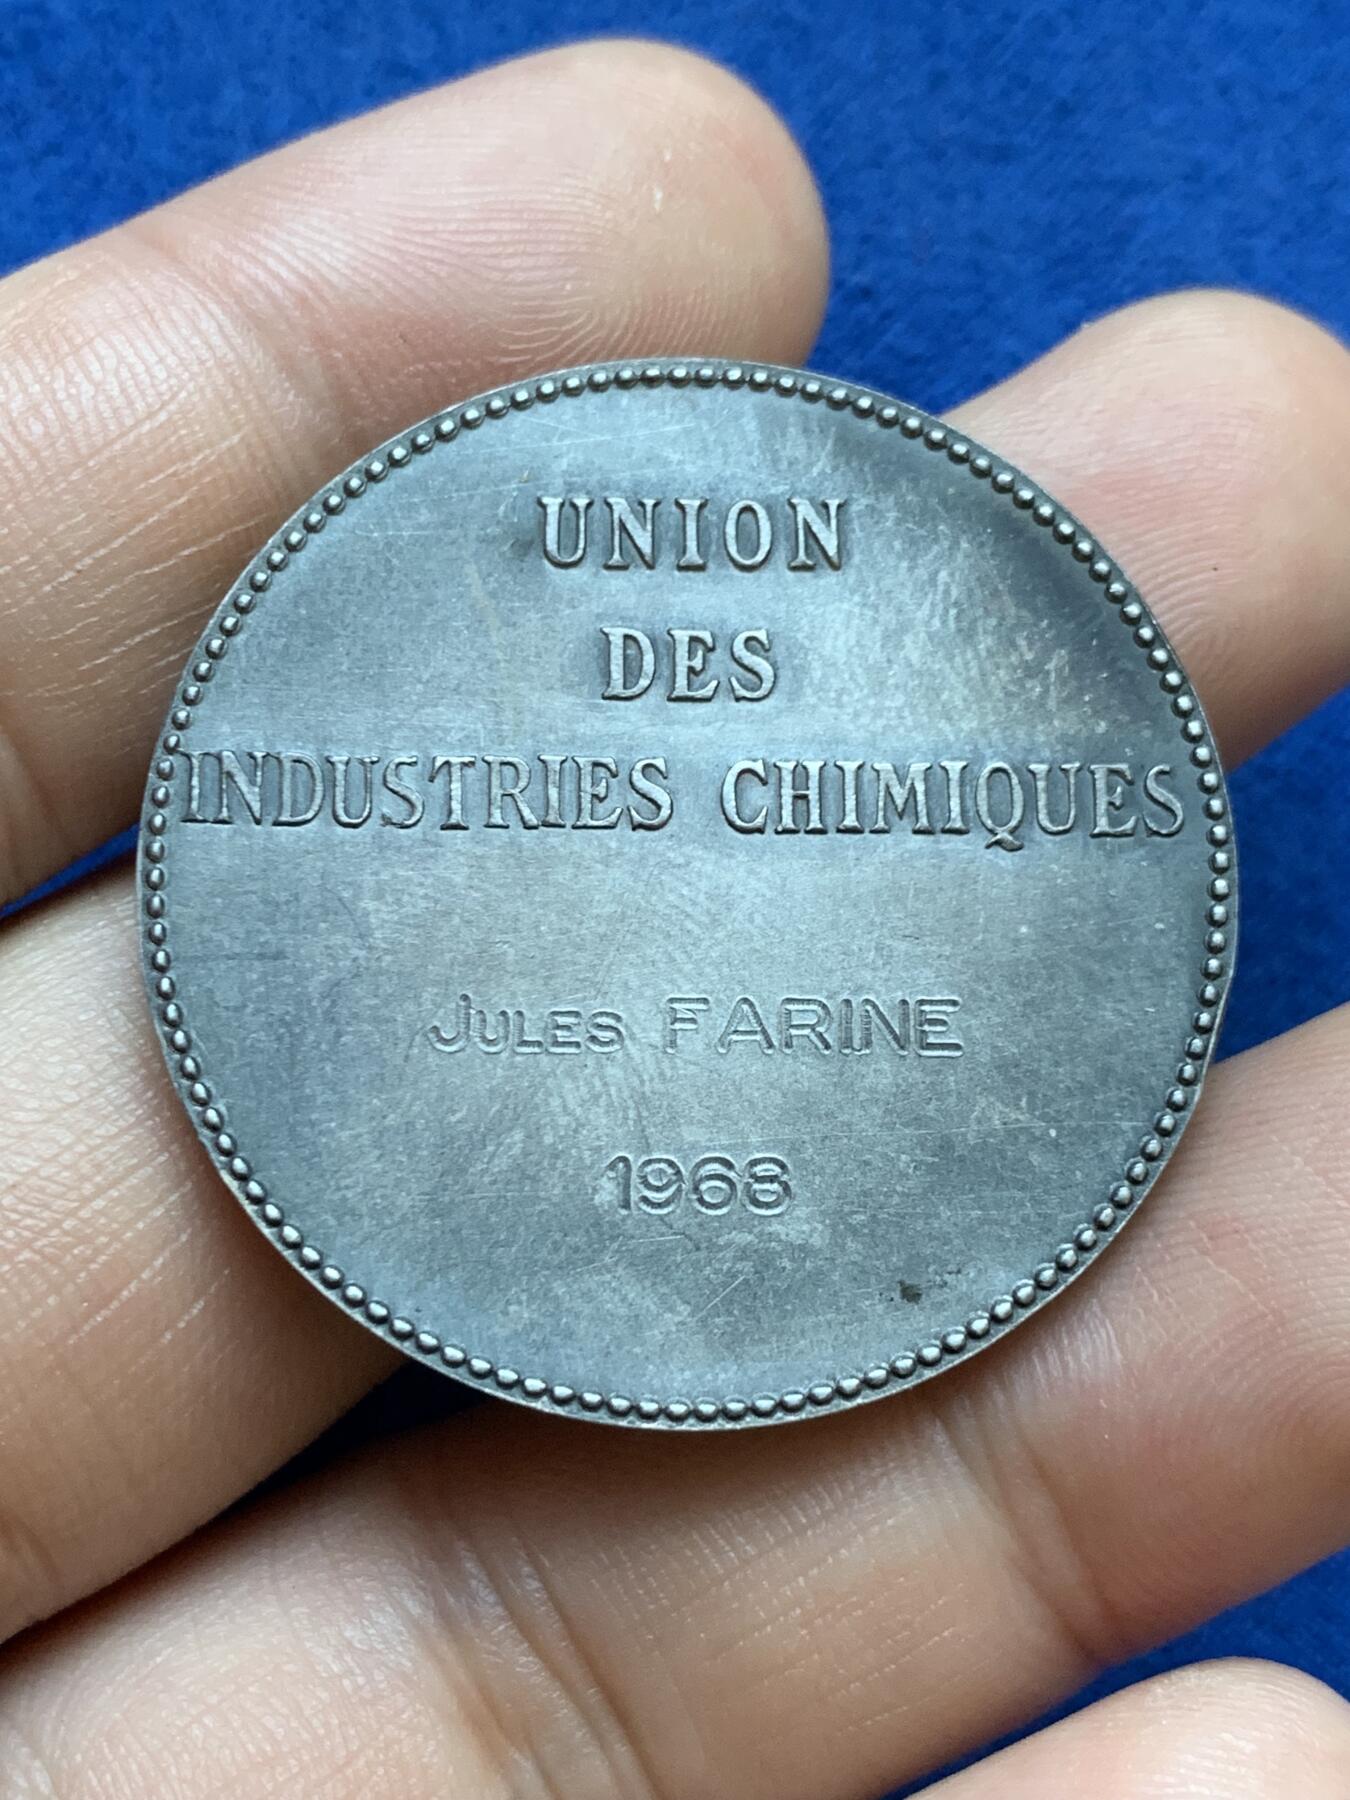 UNION
DES
INDUSTRIES CHIMIQUES
JULES FARINE
1968